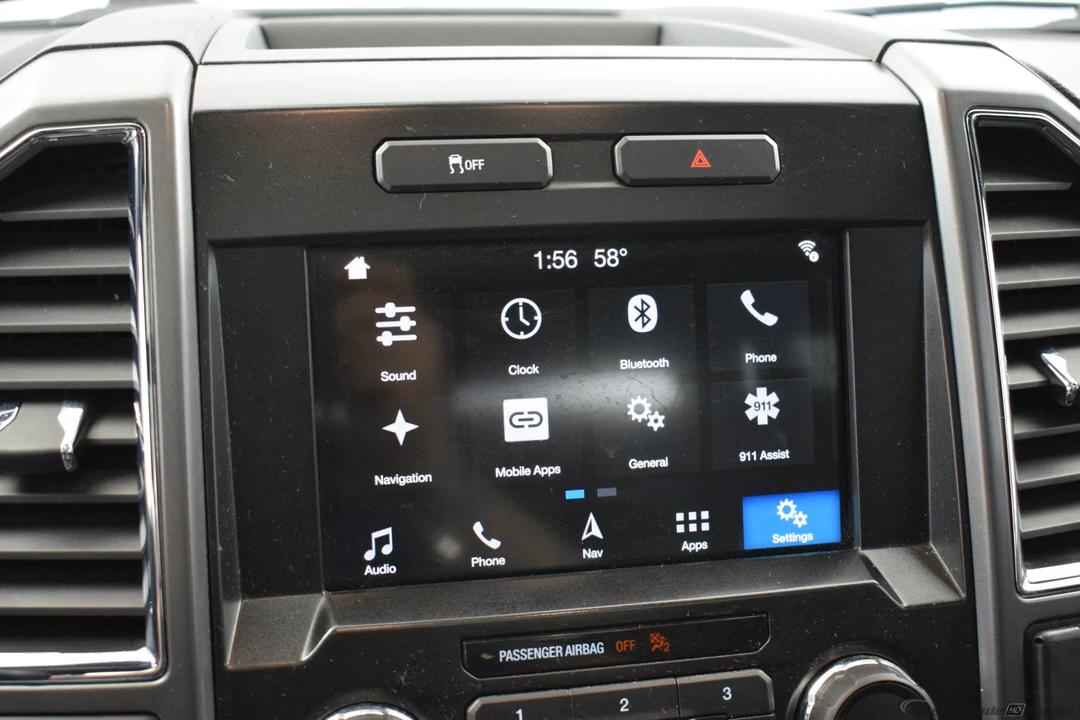 OFF
1:56 58°
Sound
Clock
Bluetooth
Phone
Navigation
Mobile Apps
General
911
911 Assist
Audio
Phone
Nav
Apps
Settings
PASSENGER AIRBAG OFF 2
1 2 3